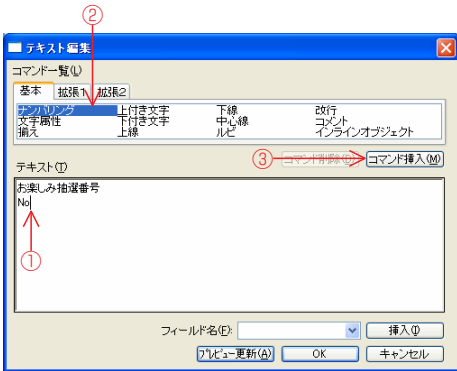 ②
テキスト編集
コマンド一覧(L)
基本 拡張1 拡張2
ナンバリング 上付き文字 下線 改行
文字属性 下付き文字 中心線 コメント
揃え 上線 ルビ インラインオブジェクト
③ コマンド削除(D) コマンド挿入(M)
テキスト(T)
お楽しみ抽選番号
No
①
フィールド名(F): 挿入(I)
プレビュー更新(A) OK キャンセル